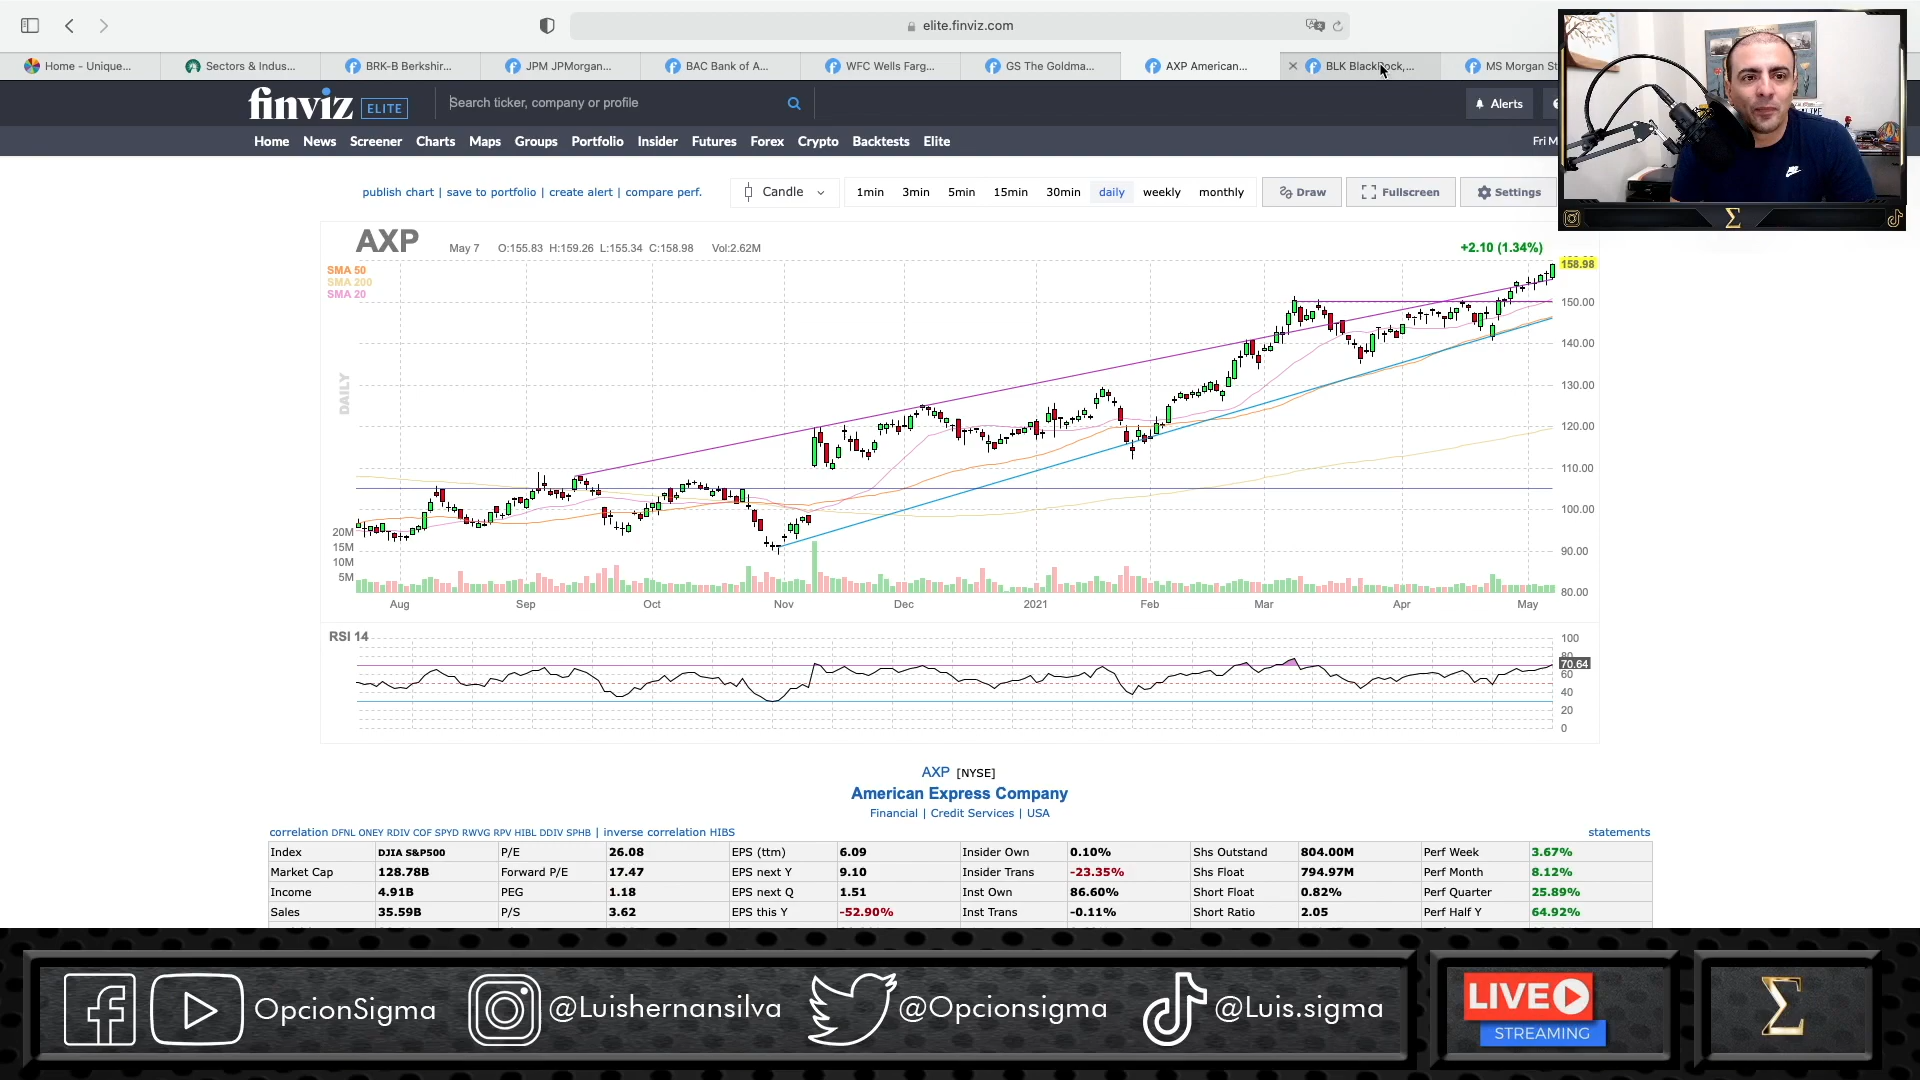 elite.finviz.com
Home - Unique...
Sectors & Indus...
BRK-B Berkshir...
JPM JPMorgan...
BAC Bank of A...
WFC Wells Farg...
GS The Goldma...
AXP American...
BLK BlackRock,...
MS Morgan St
finviz ELITE
Search ticker, company or profile
Alerts
Home News Screener Charts Maps Groups Portfolio Insider Futures Forex Crypto Backtests Elite
Fri M
publish chart | save to portfolio | create alert | compare perf.
Candle
1min 3min 5min 15min 30min daily weekly monthly
Draw
Fullscreen
Settings
AXP
May 7 O:155.83 H:159.26 L:155.34 C:158.98 Vol:2.62M
+2.10 (1.34%)
SMA 50
SMA 200
SMA 20
DAILY
158.98
150.00
140.00
130.00
120.00
110.00
100.00
90.00
80.00
20M
15M
10M
5M
Aug Sep Oct Nov Dec 2021 Feb Mar Apr May
RSI 14
100
80
70.64
60
40
20
0
AXP [NYSE]
American Express Company
Financial | Credit Services | USA
correlation DFNL ONEY RDIV COF SPYD RWVG RPV HIBL DDIV SPHB | inverse correlation HIBS
statements
Index DJIA S&P500 P/E 26.08 EPS (ttm) 6.09 Insider Own 0.10% Shs Outstand 804.00M Perf Week 3.67%
Market Cap 128.78B Forward P/E 17.47 EPS next Y 9.10 Insider Trans -23.35% Shs Float 794.97M Perf Month 8.12%
Income 4.91B PEG 1.18 EPS next Q 1.51 Inst Own 86.60% Short Float 0.82% Perf Quarter 25.89%
Sales 35.59B P/S 3.62 EPS this Y -52.90% Inst Trans -0.11% Short Ratio 2.05 Perf Half Y 64.92%
OpcionSigma
@Luishernansilva
@Opcionsigma
@Luis.sigma
LIVE
STREAMING
Σ